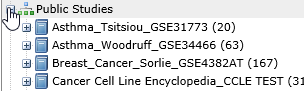 Public Studies
Asthma_Tsitsiou_GSE31773 (20)
Asthma_Woodruff_GSE34466 (63)
Breast_Cancer_Sorlie_GSE4382AT (167)
Cancer Cell Line Encyclopedia_CCLE TEST (31